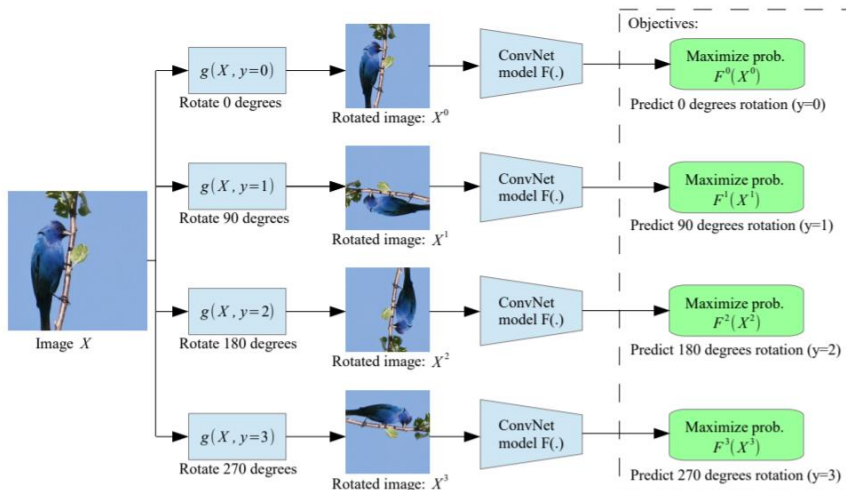 Objectives:
g(X, y=0)
Rotate 0 degrees
Rotated image: X⁰
ConvNet
model F(.)
Maximize prob.
F⁰(X⁰)
Predict 0 degrees rotation (y=0)
g(X, y=1)
Rotate 90 degrees
Rotated image: X¹
ConvNet
model F(.)
Maximize prob.
F¹(X¹)
Predict 90 degrees rotation (y=1)
Image X
g(X, y=2)
Rotate 180 degrees
Rotated image: X²
ConvNet
model F(.)
Maximize prob.
F²(X²)
Predict 180 degrees rotation (y=2)
g(X, y=3)
Rotate 270 degrees
Rotated image: X³
ConvNet
model F(.)
Maximize prob.
F³(X³)
Predict 270 degrees rotation (y=3)